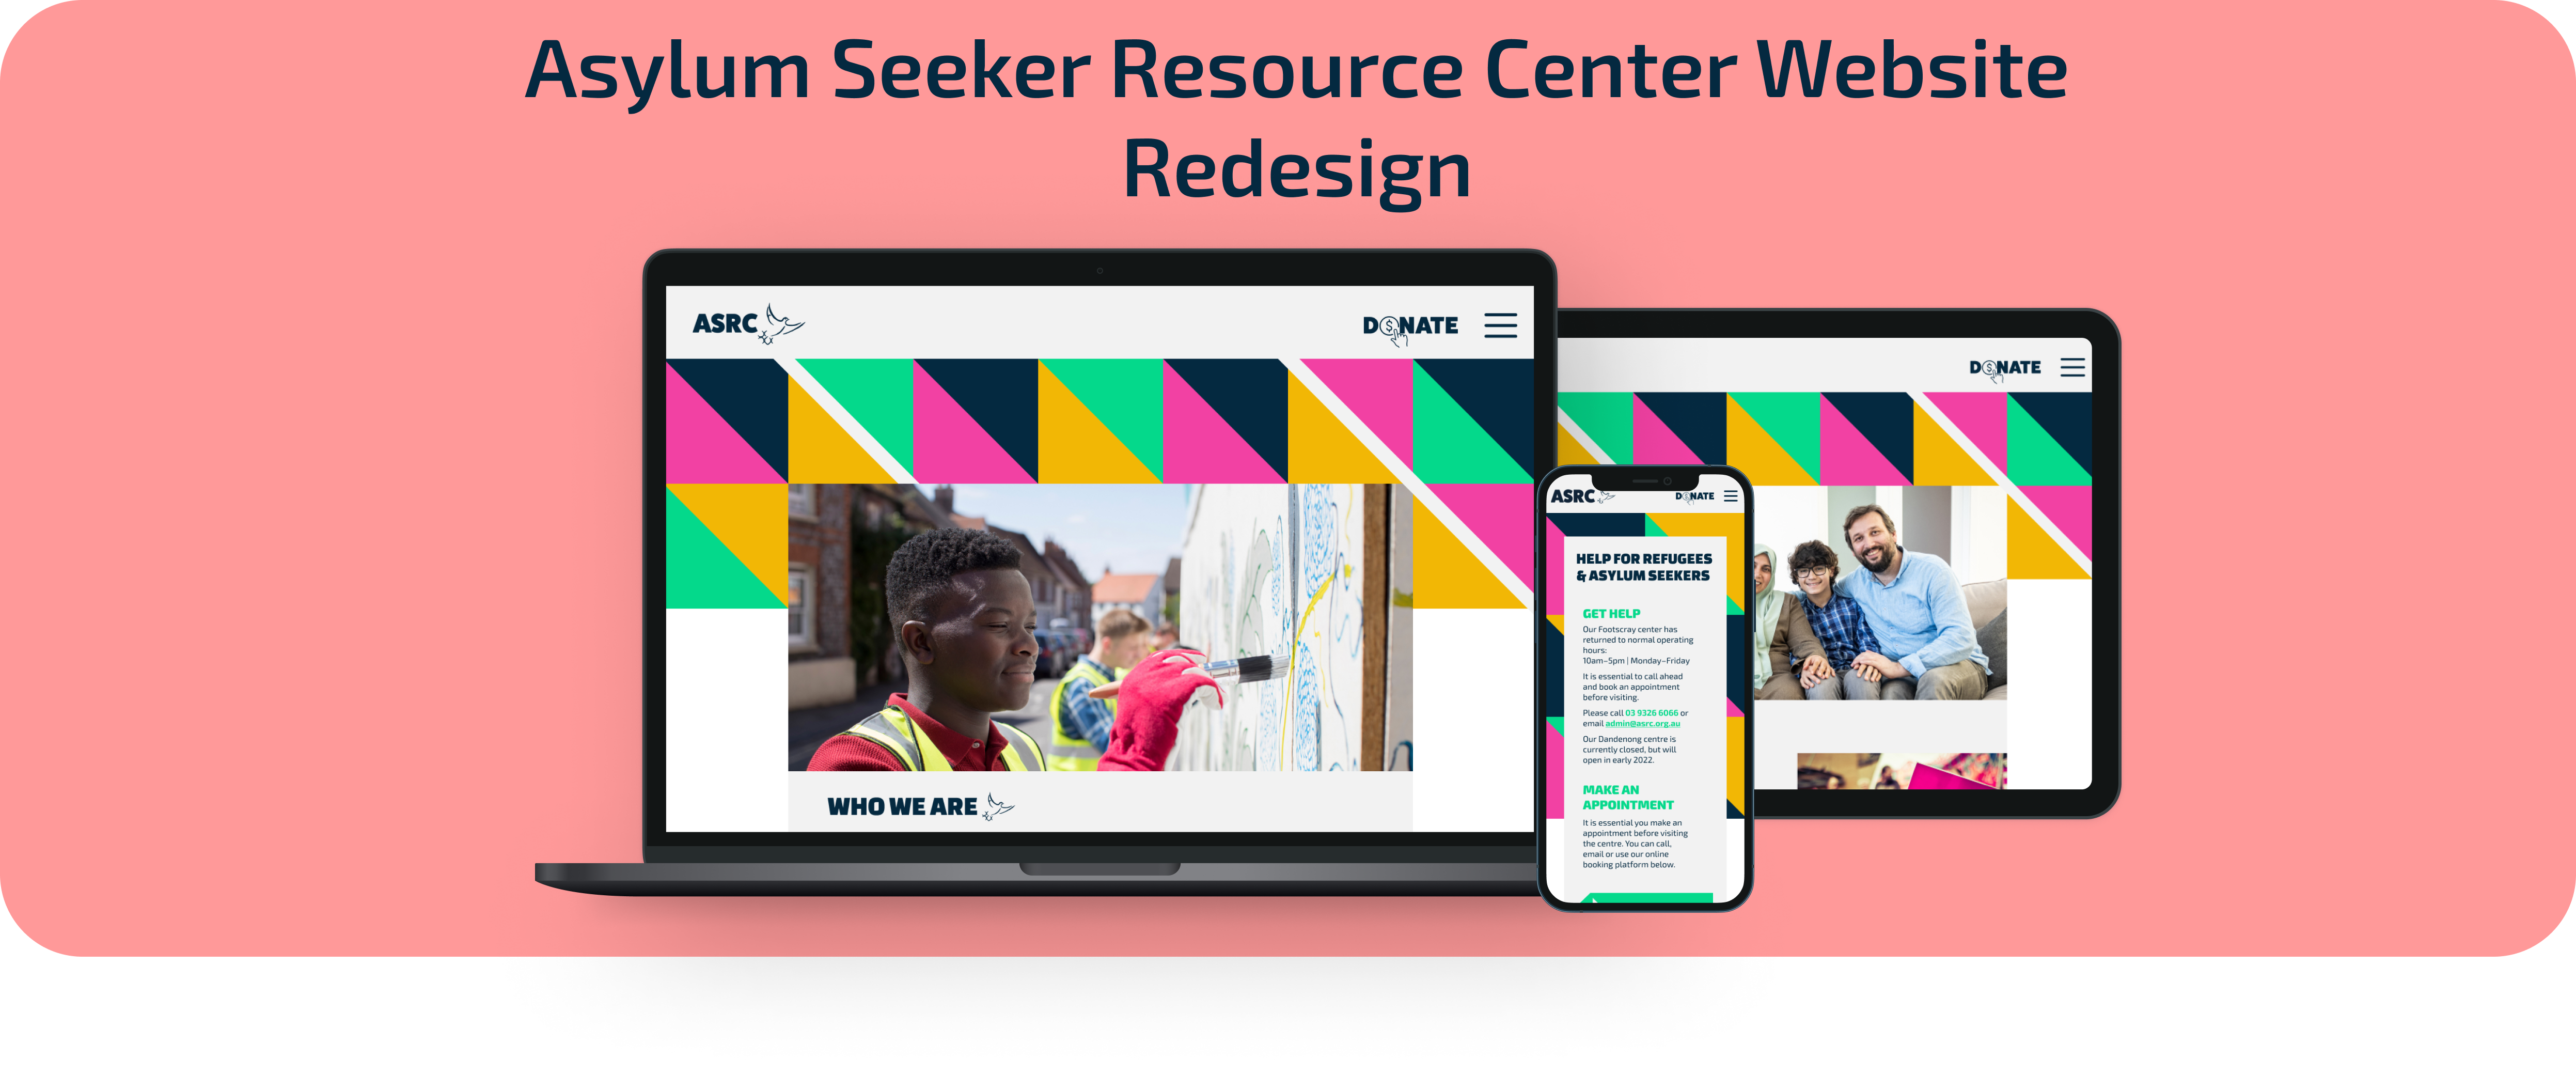 Asylum Seeker Resource Center Website
Redesign
ASRC
DONATE
WHO WE ARE
DONATE
ASRC
DONATE
HELP FOR REFUGEES
& ASYLUM SEEKERS
GET HELP
Our Footscray center has
returned to normal operating
hours:
10am–5pm | Monday–Friday
It is essential to call ahead
and book an appointment
before visiting.
Please call 03 9326 6066 or
email admin@asrc.org.au
Our Dandenong centre is
currently closed, but will
open in early 2022.
MAKE AN
APPOINTMENT
It is essential you make an
appointment before visiting
the centre. You can call,
email or use our online
booking platform below.